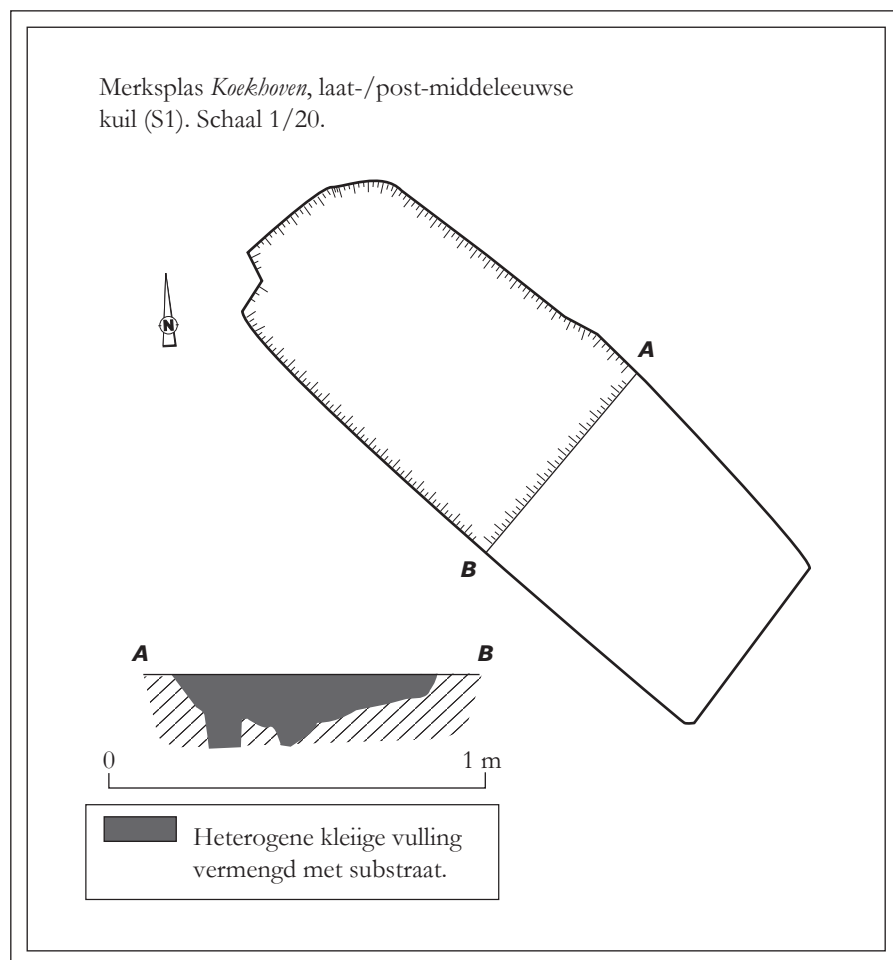 Merksplas Koekhoven, laat-/post-middeleeuwse
kuil (S1). Schaal 1/20.
N
A
B
A B
0 1 m
Heterogene kleiige vulling
vermengd met substraat.